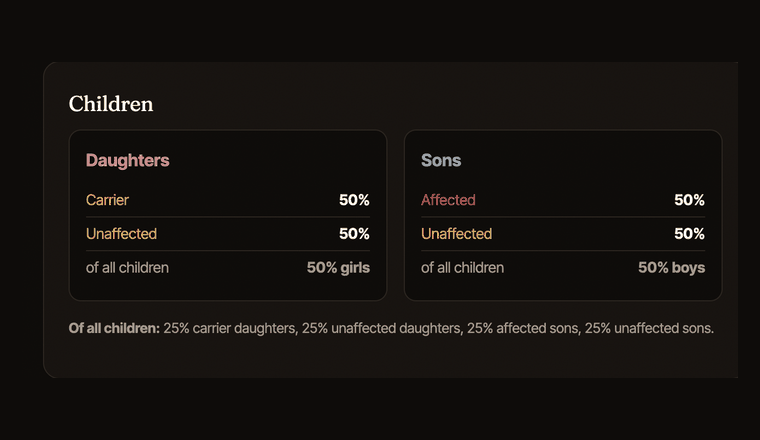 Children
Daughters
Carrier 50%
Unaffected 50%
of all children 50% girls
Sons
Affected 50%
Unaffected 50%
of all children 50% boys
Of all children: 25% carrier daughters, 25% unaffected daughters, 25% affected sons, 25% unaffected sons.